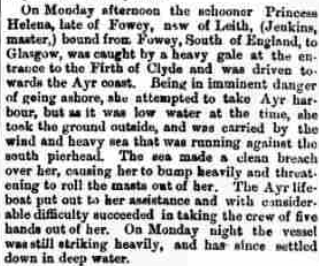 On Monday afternoon the schooner Princess
Helena, late of Fowey, now of Leith, (Jenkins,
master,) bound from Fowey, South of England, to
Glasgow, was caught by a heavy gale at the en-
trance to the Firth of Clyde and was driven to-
wards the Ayr coast. Being in imminent danger
of going ashore, she attempted to take Ayr har-
bour, but as it was low water at the time, she
took the ground outside, and was carried by the
wind and heavy sea that was running against the
south pierhead. The sea made a clean breach
over her, causing her to bump heavily and threat-
ening to roll the masts out of her. The Ayr life-
boat put out to her assistance and with consider-
able difficulty succeeded in taking the crew of five
hands out of her. On Monday night the vessel
was still striking heavily, and has since settled
down in deep water.